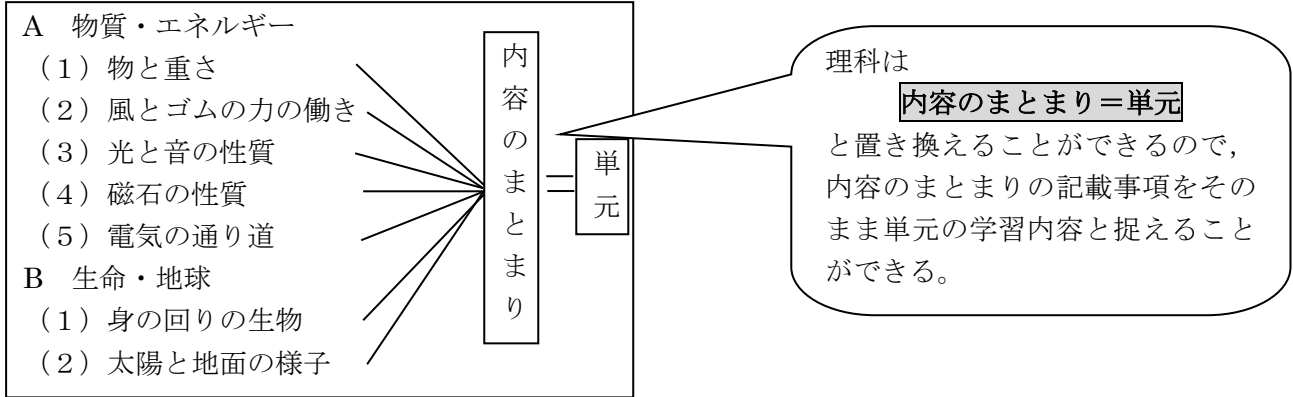 A　物質・エネルギー
（１）物と重さ
（２）風とゴムの力の働き
（３）光と音の性質
（４）磁石の性質
（５）電気の通り道
B　生命・地球
（１）身の回りの生物
（２）太陽と地面の様子
内容のまとまり
＝
単元
理科は
内容のまとまり＝単元
と置き換えることができるので，
内容のまとまりの記載事項をその
まま単元の学習内容と捉えること
ができる。